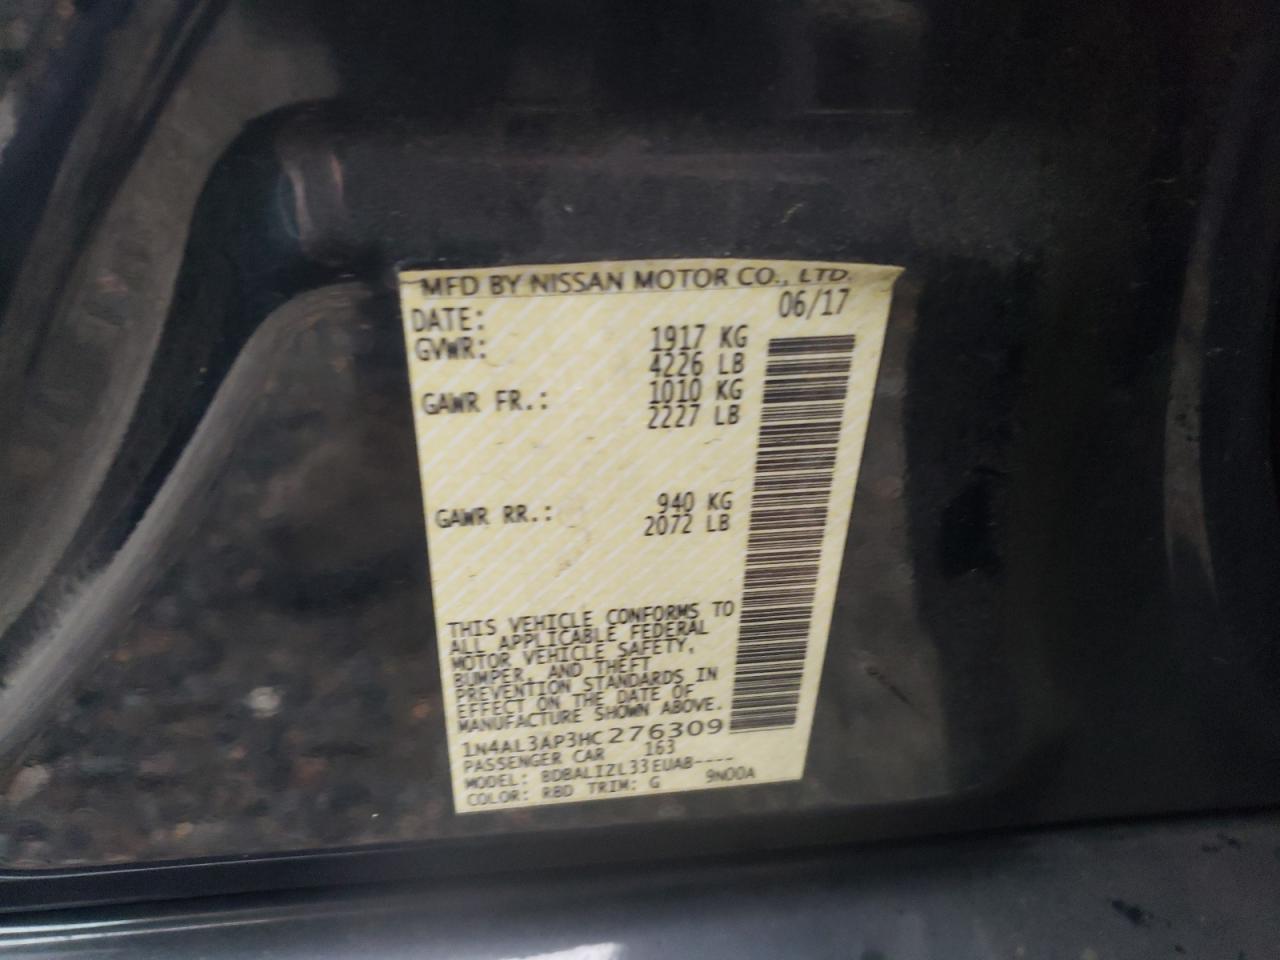 MFD BY NISSAN MOTOR CO., LTD.
DATE: 06/17
GVWR: 1917 KG
4226 LB
GAWR FR.: 1010 KG
2227 LB
GAWR RR.: 940 KG
2072 LB
THIS VEHICLE CONFORMS TO
ALL APPLICABLE FEDERAL
MOTOR VEHICLE SAFETY,
BUMPER, AND THEFT
PREVENTION STANDARDS IN
EFFECT ON THE DATE OF
MANUFACTURE SHOWN ABOVE.
1N4AL3AP3HC276309
PASSENGER CAR 163
MODEL: BDBALIZL33EUAB----
COLOR: RBD TRIM: G 9N00A